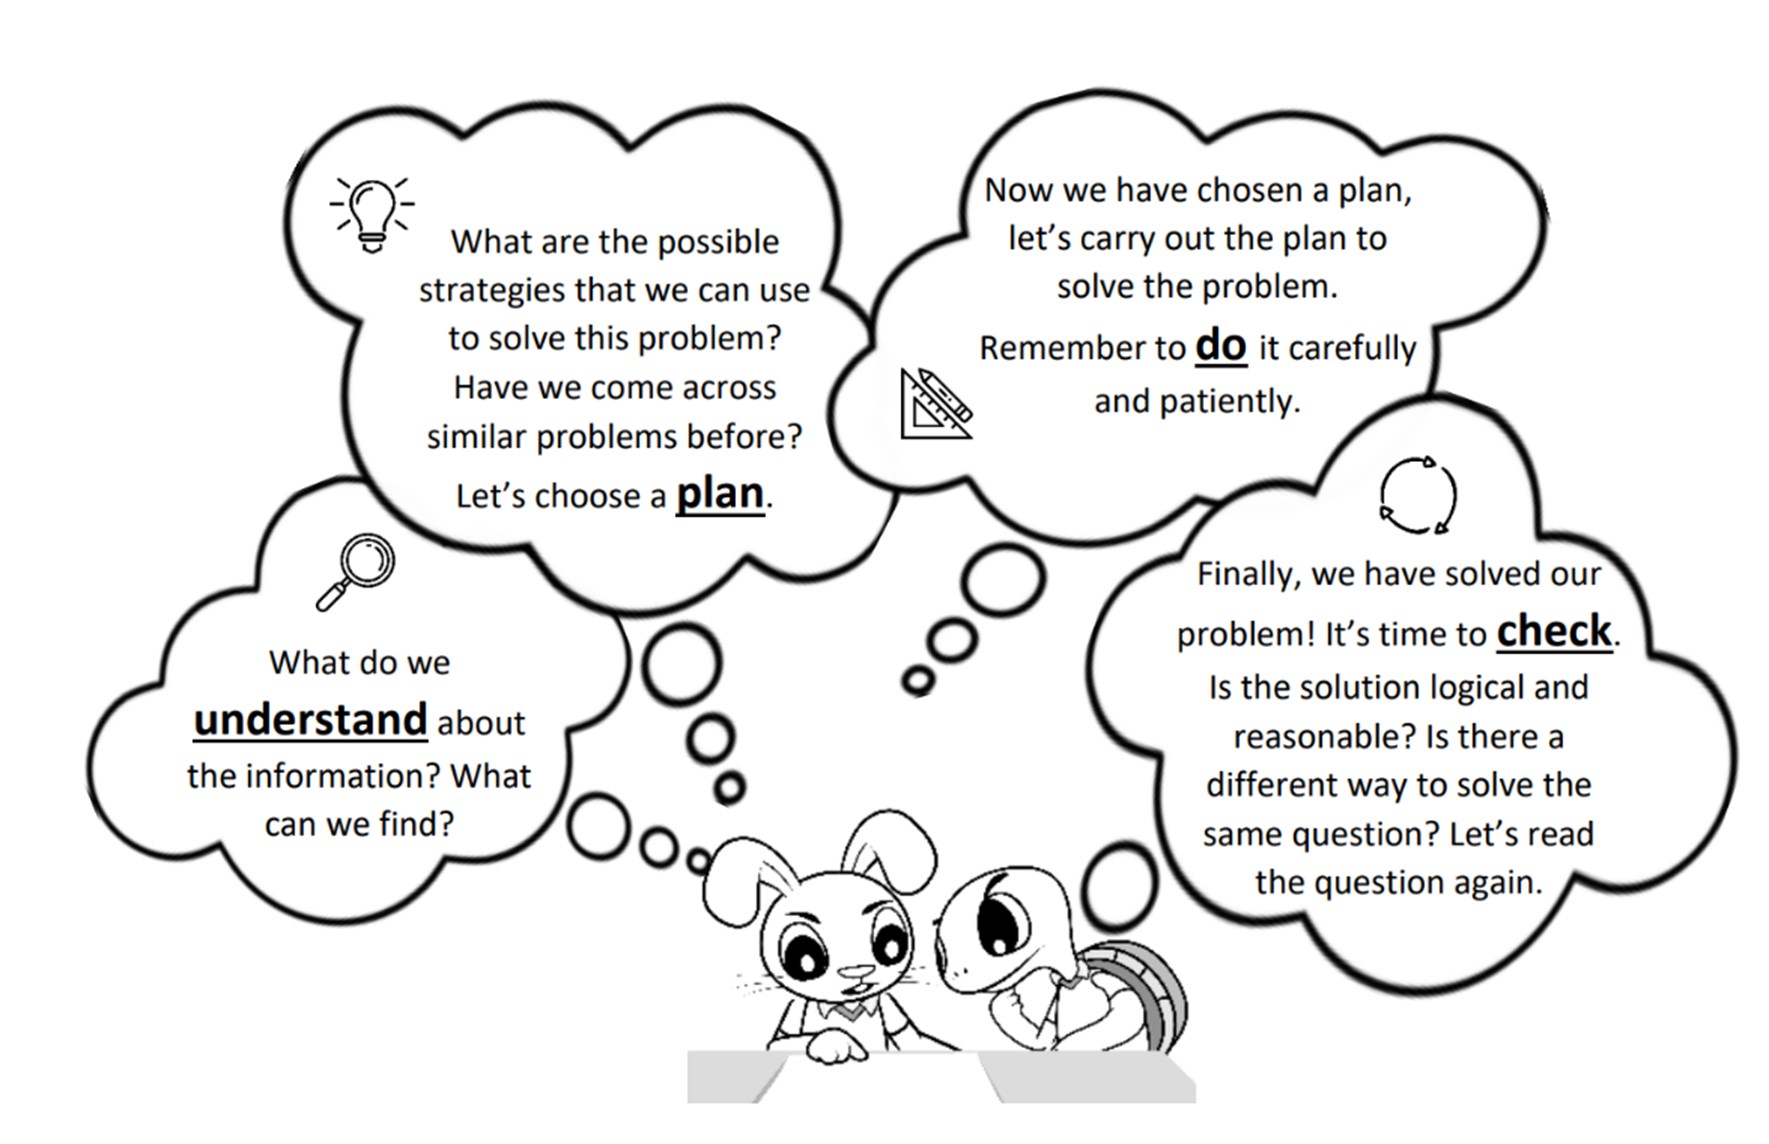 What do we
understand about
the information? What
can we find?
What are the possible
strategies that we can use
to solve this problem?
Have we come across
similar problems before?
Let’s choose a plan.
Now we have chosen a plan,
let’s carry out the plan to
solve the problem.
Remember to do it carefully
and patiently.
Finally, we have solved our
problem! It’s time to check.
Is the solution logical and
reasonable? Is there a
different way to solve the
same question? Let’s read
the question again.